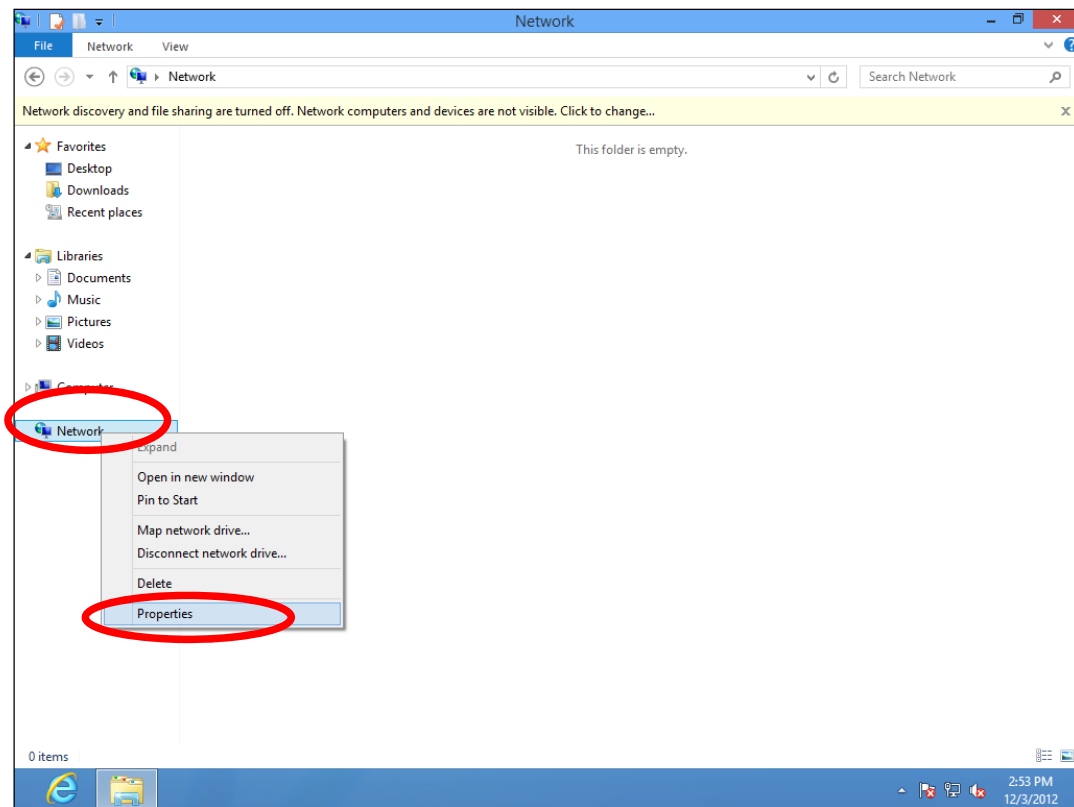 Network
File Network View
Network
Search Network
Network discovery and file sharing are turned off. Network computers and devices are not visible. Click to change...
Favorites
This folder is empty.
Desktop
Downloads
Recent places
Libraries
Documents
Music
Pictures
Videos
Computer
Network
Expand
Open in new window
Pin to Start
Map network drive...
Disconnect network drive...
Delete
Properties
0 items
2:53 PM
12/3/2012